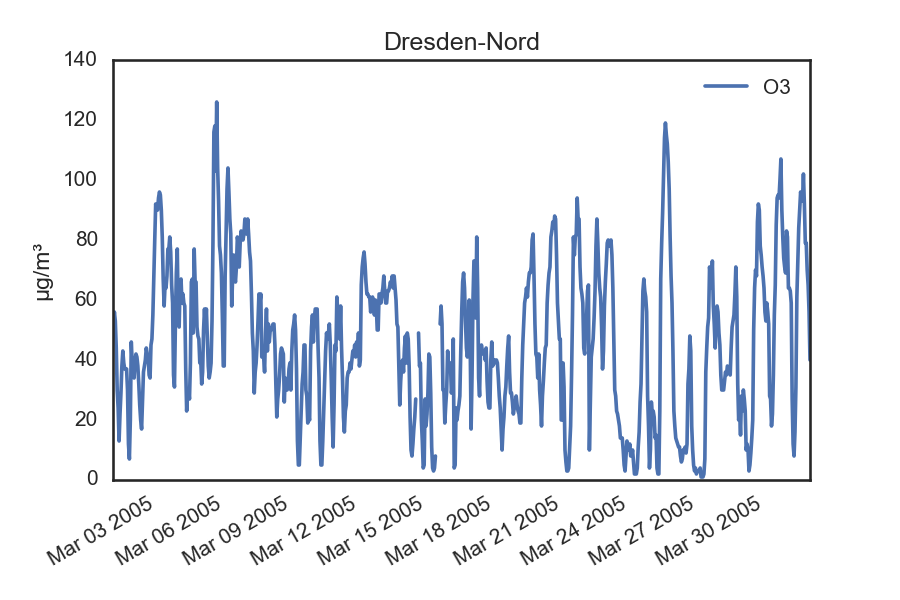 Dresden-Nord
O3
µg/m³
140
120
100
80
60
40
20
0
Mar 03 2005
Mar 06 2005
Mar 09 2005
Mar 12 2005
Mar 15 2005
Mar 18 2005
Mar 21 2005
Mar 24 2005
Mar 27 2005
Mar 30 2005